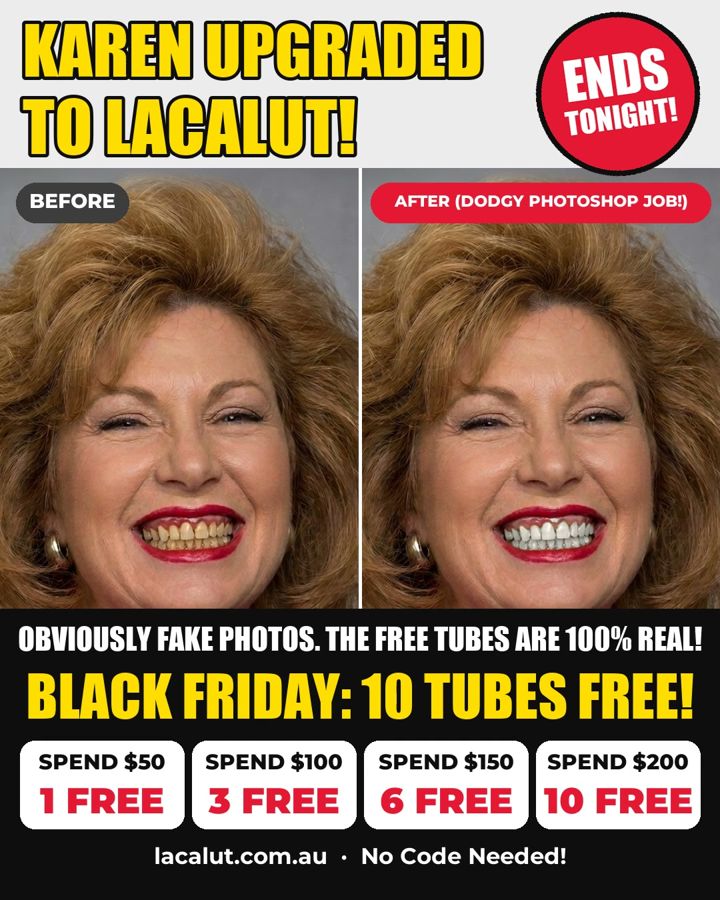 KAREN UPGRADED
TO LACALUT!
ENDS
TONIGHT!
BEFORE
AFTER (DODGY PHOTOSHOP JOB!)
OBVIOUSLY FAKE PHOTOS. THE FREE TUBES ARE 100% REAL!
BLACK FRIDAY: 10 TUBES FREE!
SPEND $50
1 FREE
SPEND $100
3 FREE
SPEND $150
6 FREE
SPEND $200
10 FREE
lacalut.com.au · No Code Needed!